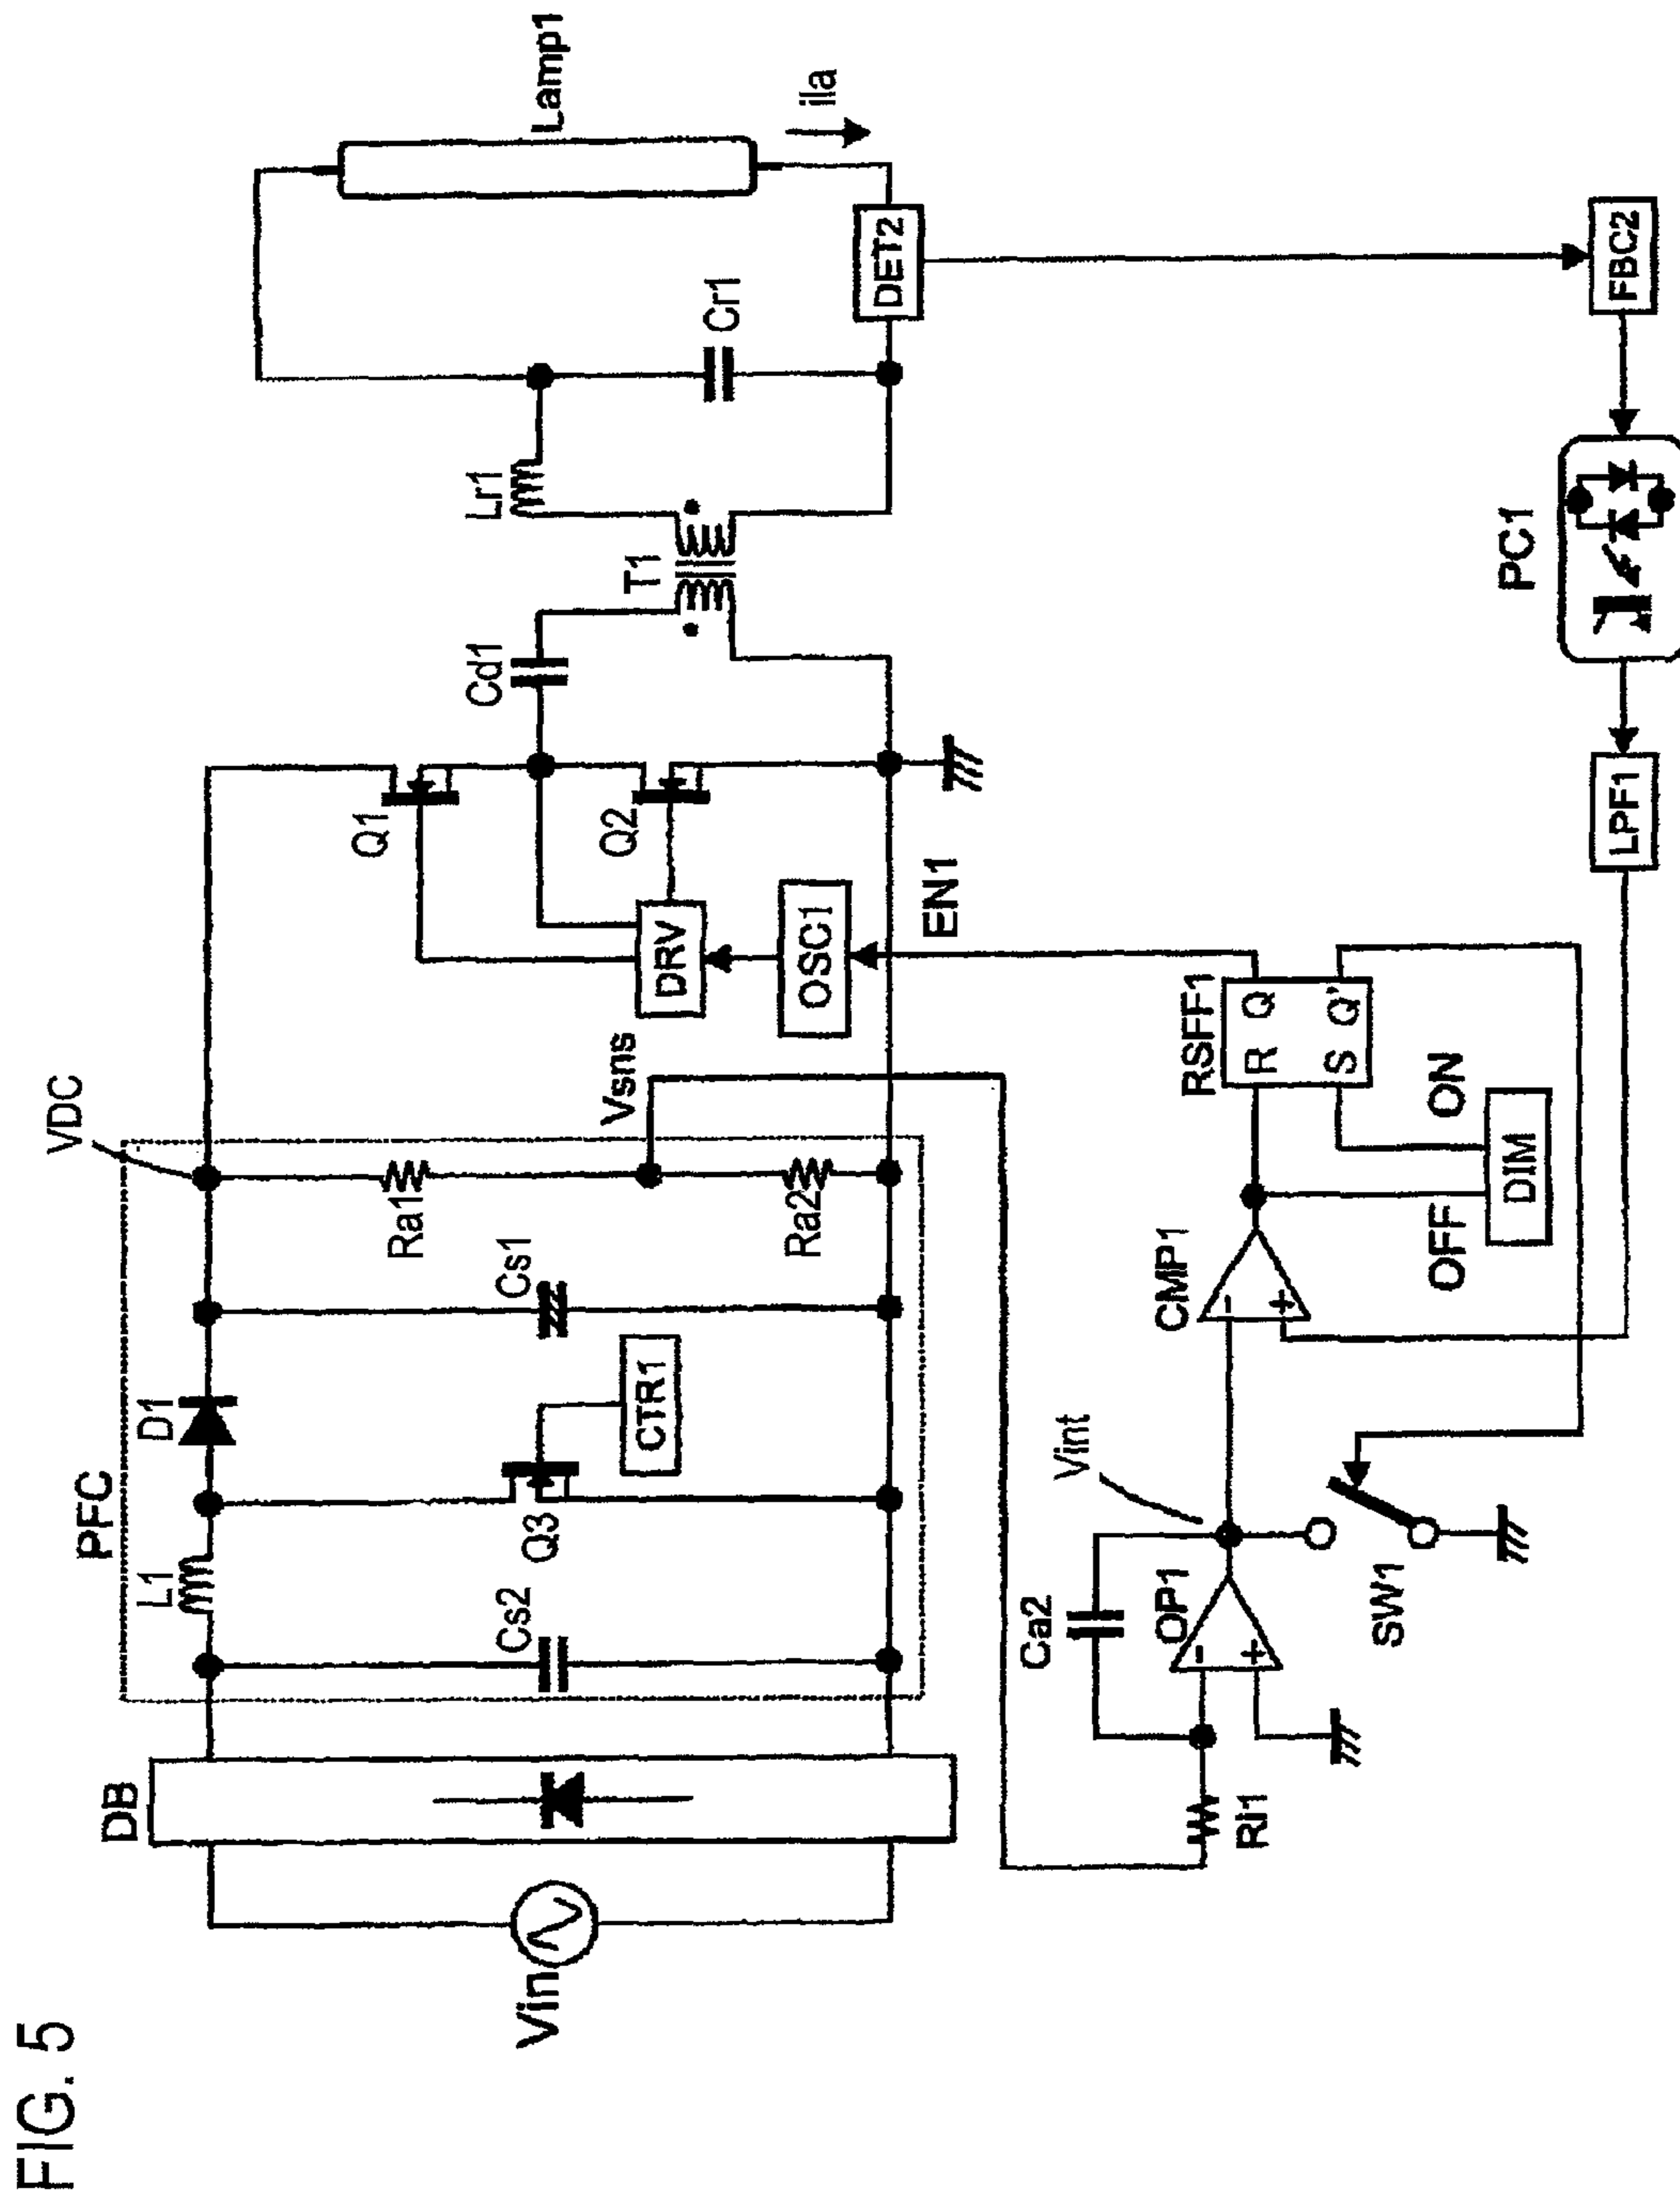 FIG. 5
VDC
PFC
DB
L1
D1
Vin
Cs2
Q3
CTR1
Cs1
Ra1
Ra2
Vsns
Q1
Q2
DRV
OSC1
EN1
Cd1
T1
Lr1
Cr1
Lamp1
ila
DET2
Ri1
Ca2
OP1
-
+
Vint
SW1
CMP1
-
+
RSFF1
R Q
S Q'
OFF ON
DIM
LPF1
PC1
FBC2